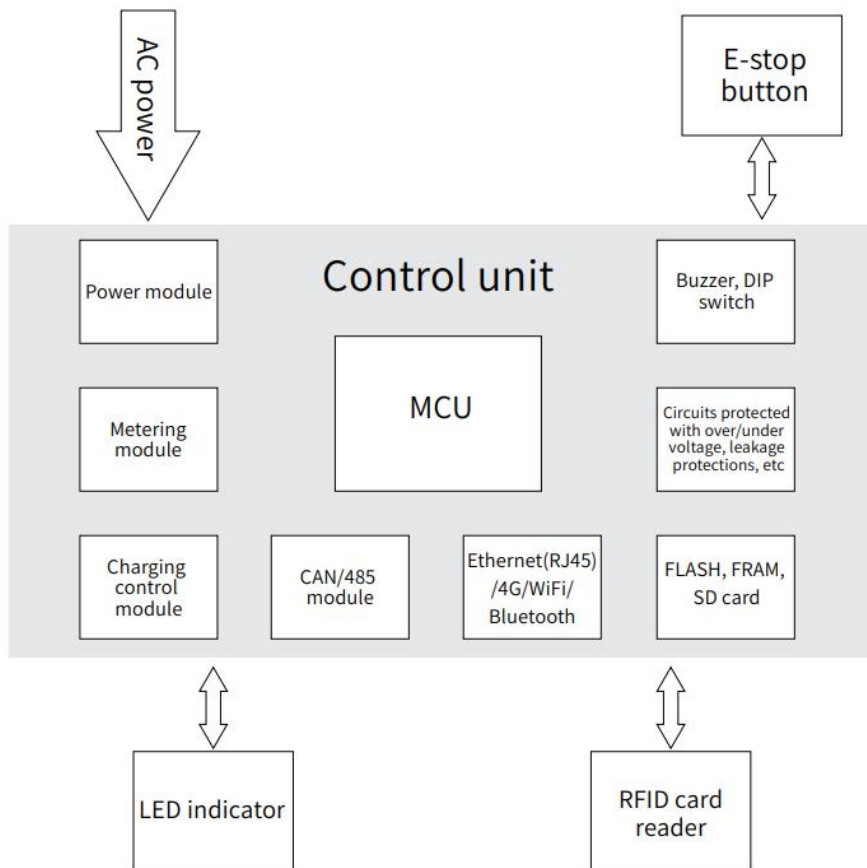 AC power
E-stop
button
Control unit
Power module
Buzzer, DIP
switch
MCU
Metering
module
Circuits protected
with over/under
voltage, leakage
protections, etc
Charging
control
module
CAN/485
module
Ethernet(RJ45)
/4G/WiFi/
Bluetooth
FLASH, FRAM,
SD card
LED indicator
RFID card
reader